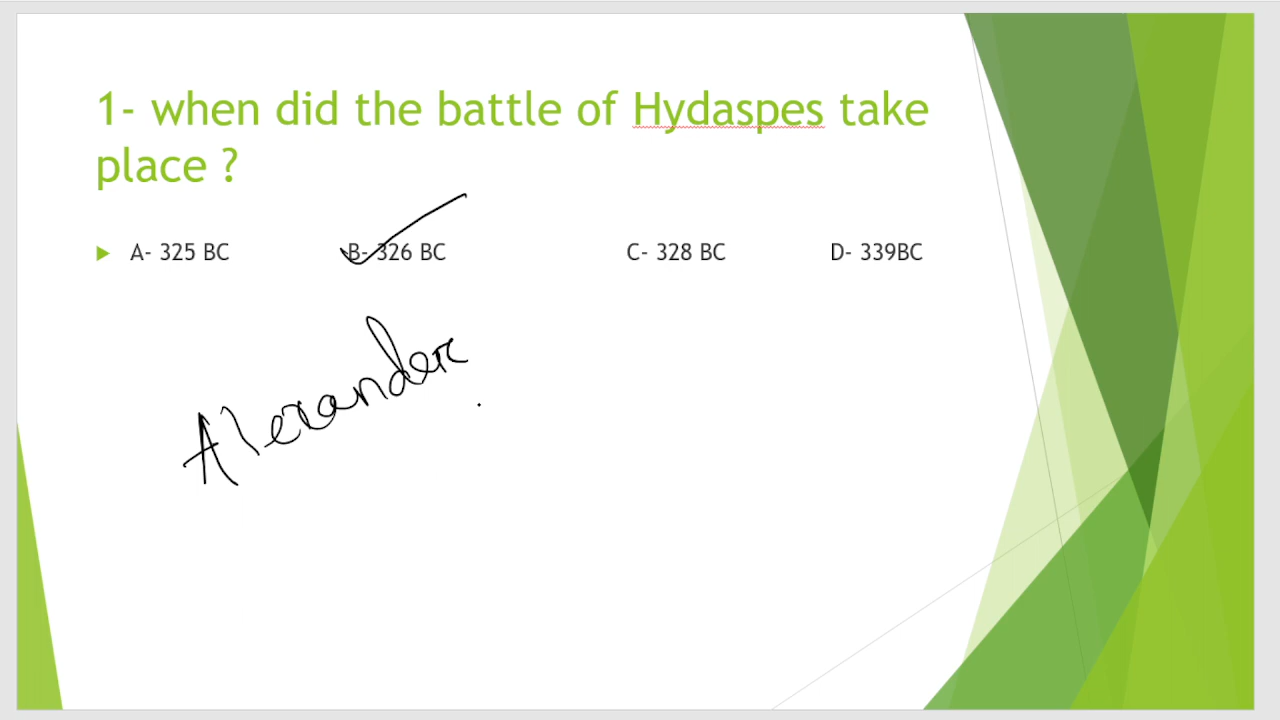 1- when did the battle of Hydaspes take
place ?
A- 325 BC B- 326 BC C- 328 BC D- 339BC
Alexander